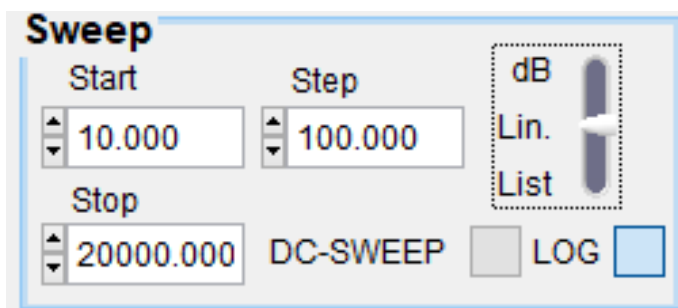 Sweep
Start Step dB
10.000 100.000 Lin.
Stop List
20000.000 DC-SWEEP LOG